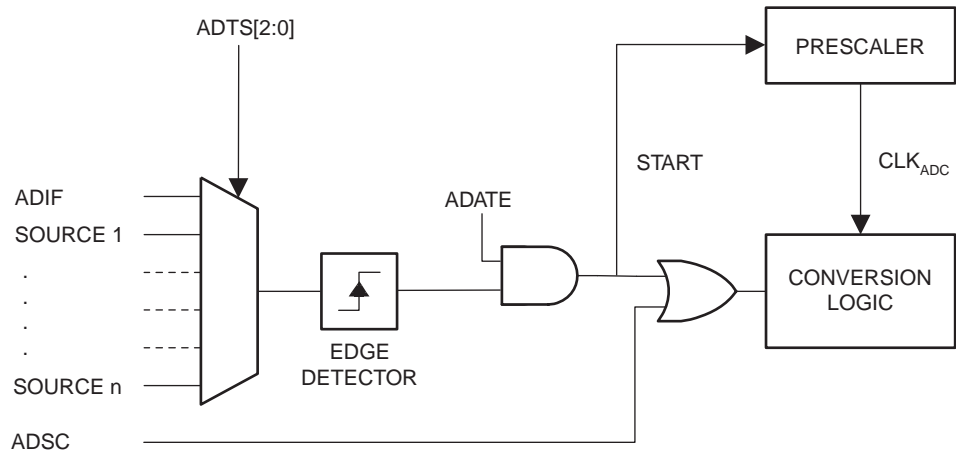 ADTS[2:0]
PRESCALER
START
CLKADC
ADIF
SOURCE 1
.
.
.
.
SOURCE n
ADSC
ADATE
EDGE
DETECTOR
CONVERSION
LOGIC